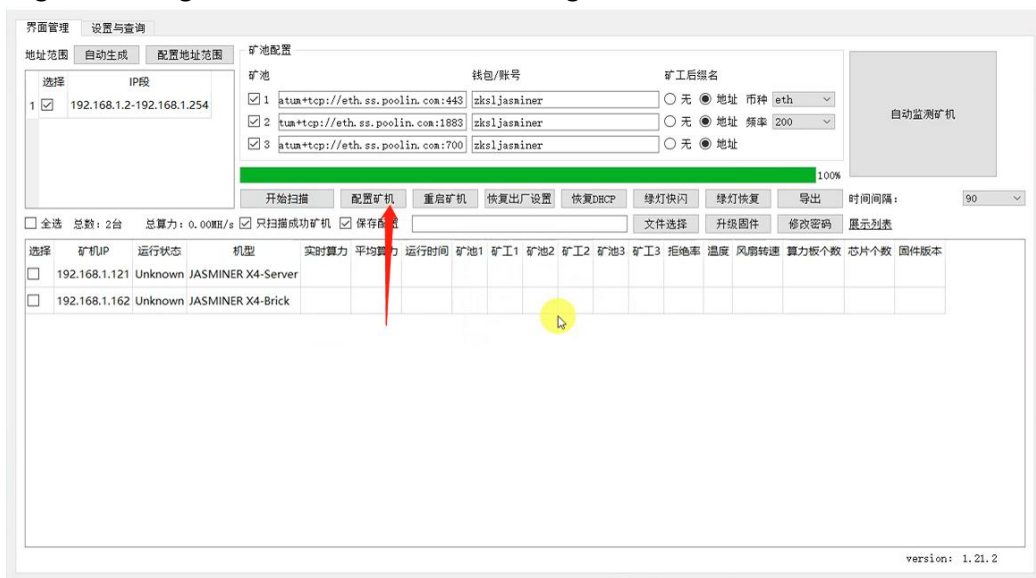 界面管理 设置与查询
地址范围 自动生成 配置地址范围 矿池配置
选择 IP段
1 192.168.1.2-192.168.1.254
矿池 钱包/账号 矿工后缀名
1 atum+tcp://eth.ss.poolin.com:443 zksljasminer 无 地址 币种 eth
2 tum+tcp://eth.ss.poolin.com:1883 zksljasminer 无 地址 频率 200
3 atum+tcp://eth.ss.poolin.com:700 zksljasminer 无 地址
自动监测矿机
100%
开始扫描 配置矿机 重启矿机 恢复出厂设置 恢复DHCP 绿灯快闪 绿灯恢复 导出 时间间隔: 90
全选 总数: 2台 总算力: 0.00MH/s 只扫描成功矿机 保存配置 文件选择 升级固件 修改密码 展示列表
选择 矿机IP 运行状态 机型 实时算力 平均算力 运行时间 矿池1 矿工1 矿池2 矿工2 矿池3 矿工3 拒绝率 温度 风扇转速 算力板个数 芯片个数 固件版本
192.168.1.121 Unknown JASMINER X4-Server
192.168.1.162 Unknown JASMINER X4-Brick
version: 1.21.2